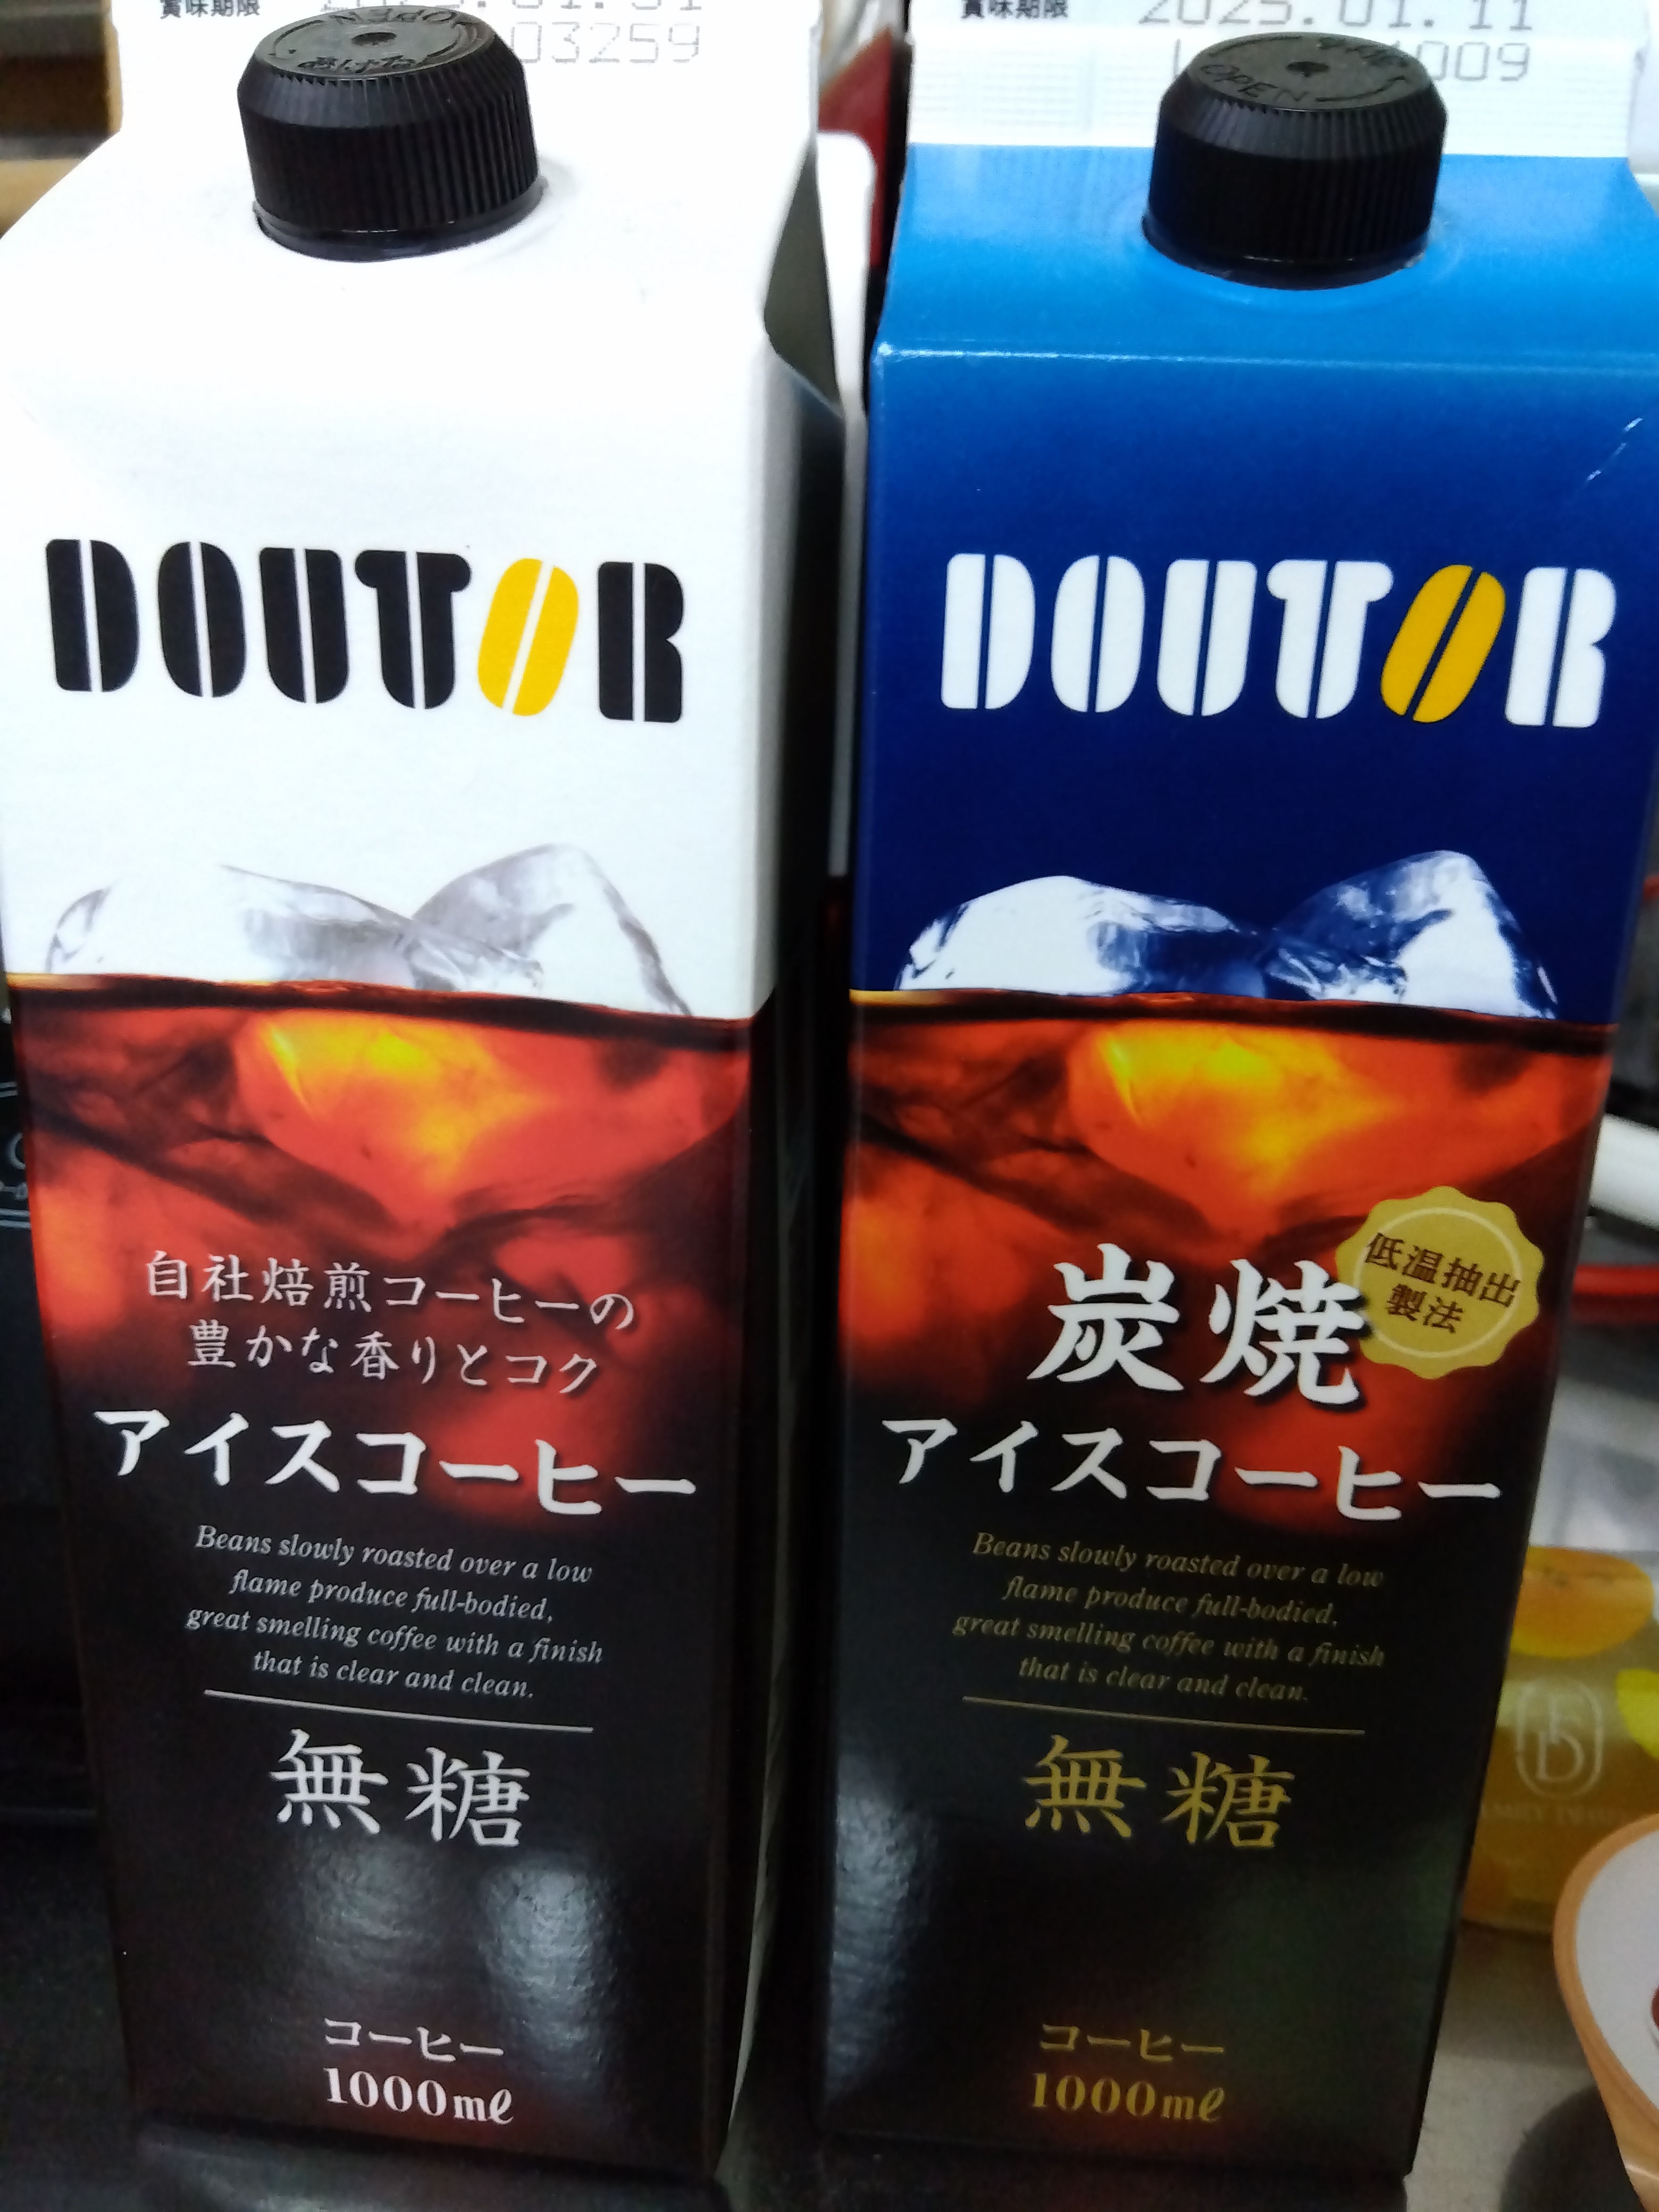 賞味期限
03259
OPEN
DOUTOR
自社焙煎コーヒーの
豊かな香りとコク
アイスコーヒー
Beans slowly roasted over a low
flame produce full-bodied,
great smelling coffee with a finish
that is clear and clean.
無糖
コーヒー
1000mℓ
賞味期限 2025.01.11
OPEN
DOUTOR
炭焼
低温抽出
製法
アイスコーヒー
Beans slowly roasted over a low
flame produce full-bodied,
great smelling coffee with a finish
that is clear and clean.
無糖
コーヒー
1000mℓ